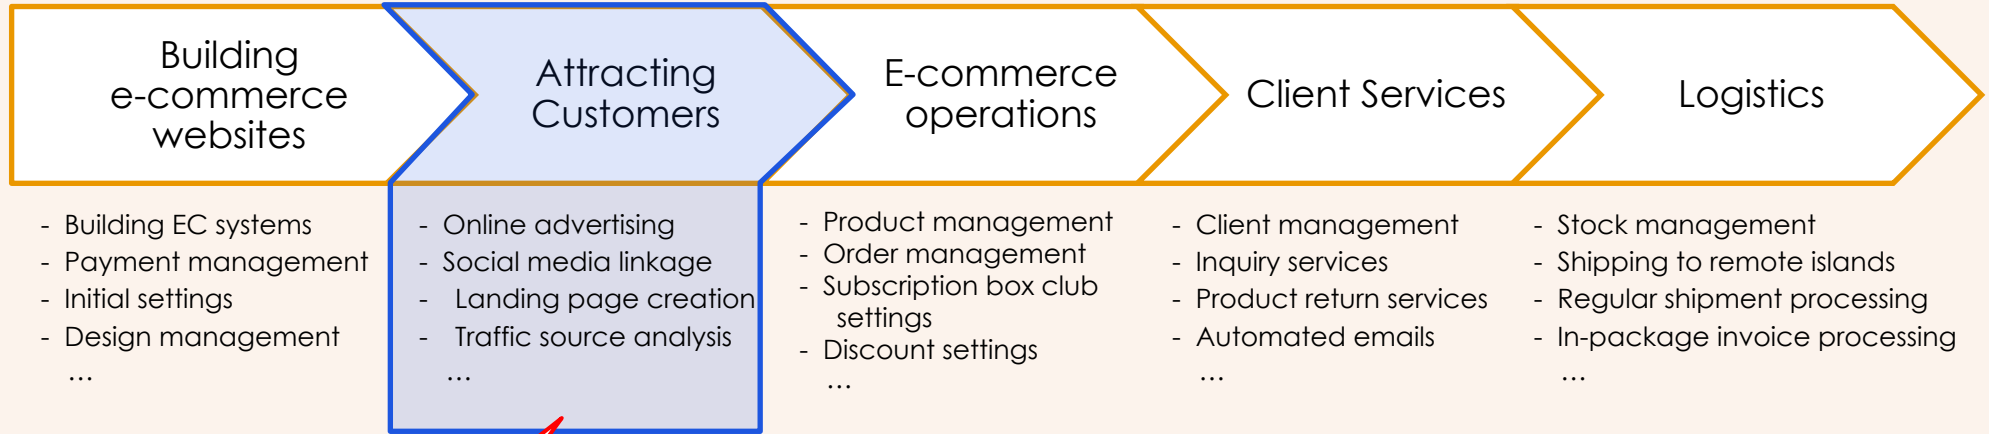 Building
e-commerce
websites
Attracting
Customers
E-commerce
operations
Client Services
Logistics
- Building EC systems
- Payment management
- Initial settings
- Design management
…
- Online advertising
- Social media linkage
- Landing page creation
- Traffic source analysis
…
- Product management
- Order management
- Subscription box club
settings
- Discount settings
…
- Client management
- Inquiry services
- Product return services
- Automated emails
…
- Stock management
- Shipping to remote islands
- Regular shipment processing
- In-package invoice processing
…